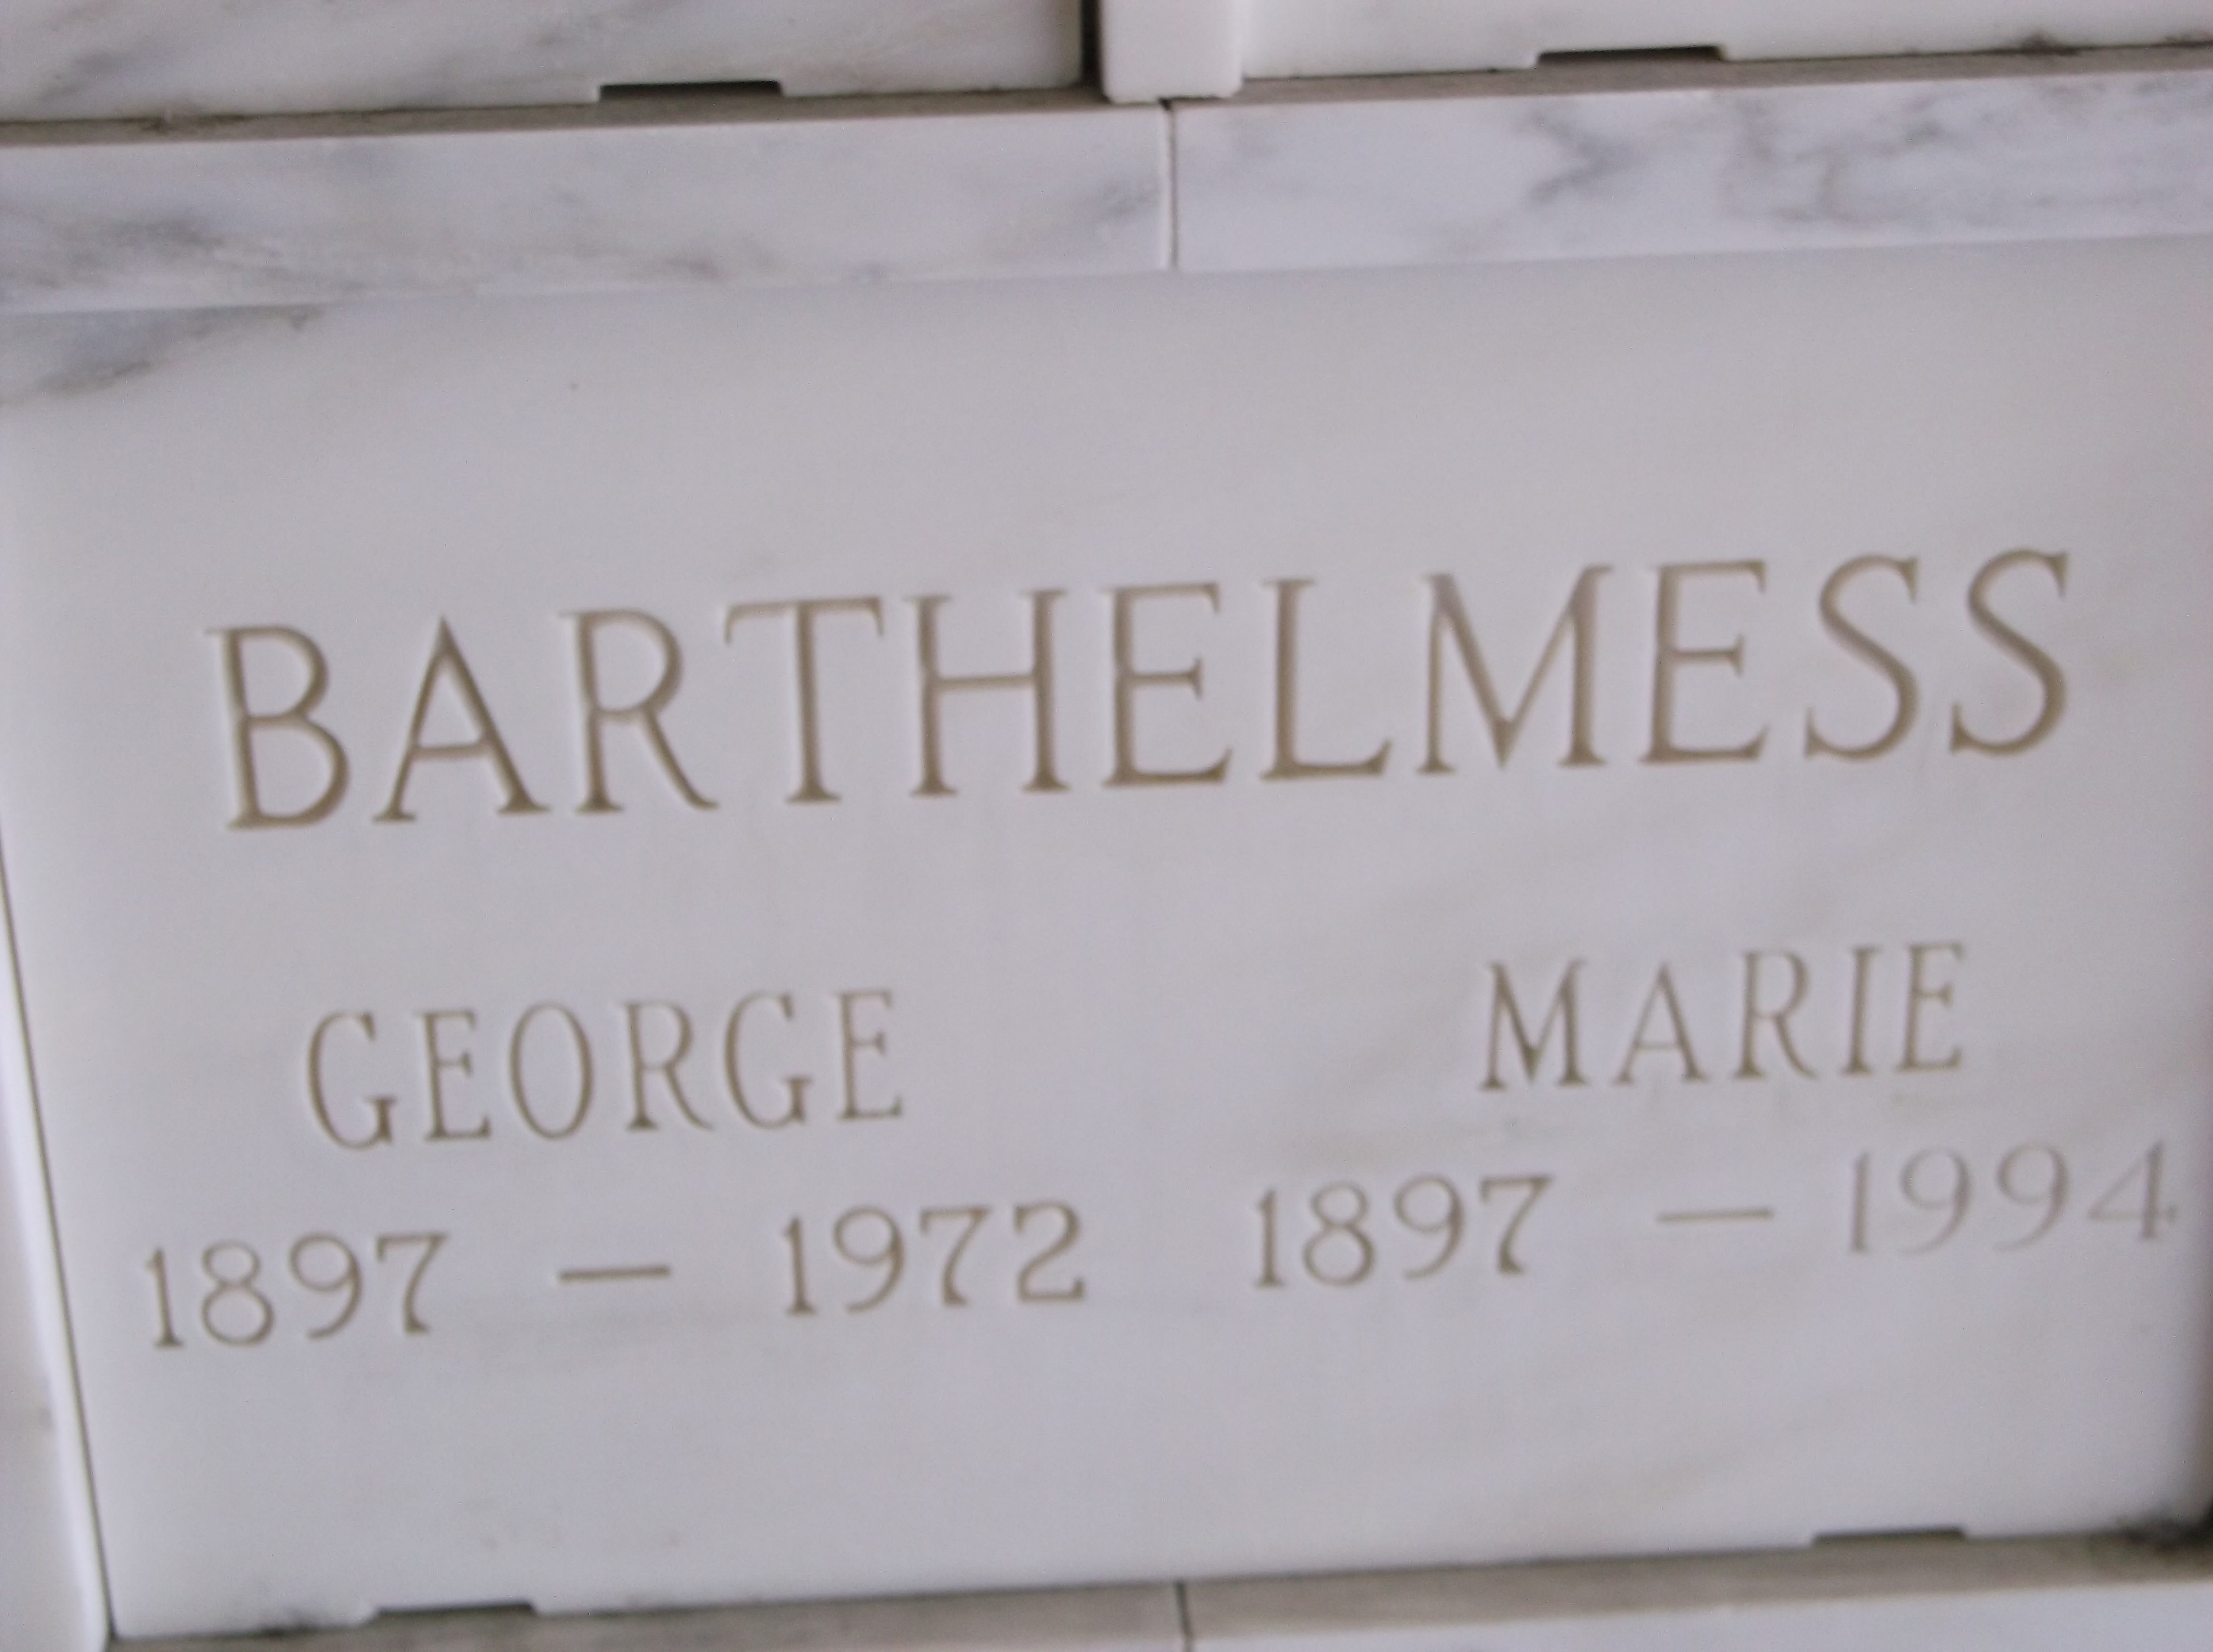 BARTHELMESS
GEORGE MARIE
1897 — 1972 1897 — 1994